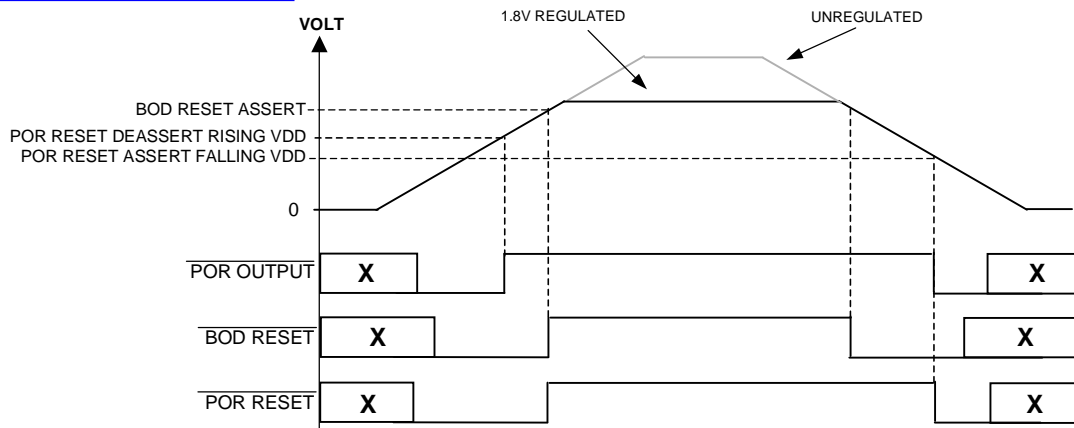 1.8V REGULATED
UNREGULATED
VOLT
BOD RESET ASSERT
POR RESET DEASSERT RISING VDD
POR RESET ASSERT FALLING VDD
0
POR OUTPUT
X
X
BOD RESET
X
X
POR RESET
X
X